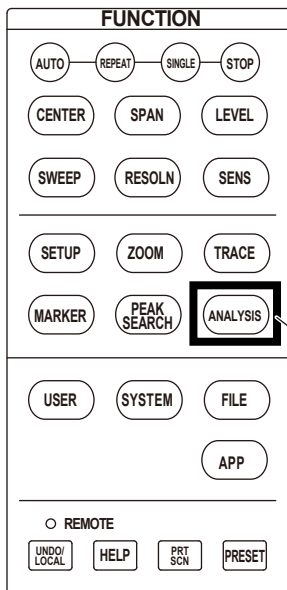 FUNCTION
AUTO REPEAT SINGLE STOP
CENTER SPAN LEVEL
SWEEP RESOLN SENS
SETUP ZOOM TRACE
MARKER PEAK SEARCH ANALYSIS
USER SYSTEM FILE
APP
REMOTE
UNDO/
LOCAL HELP PRT
SCN PRESET